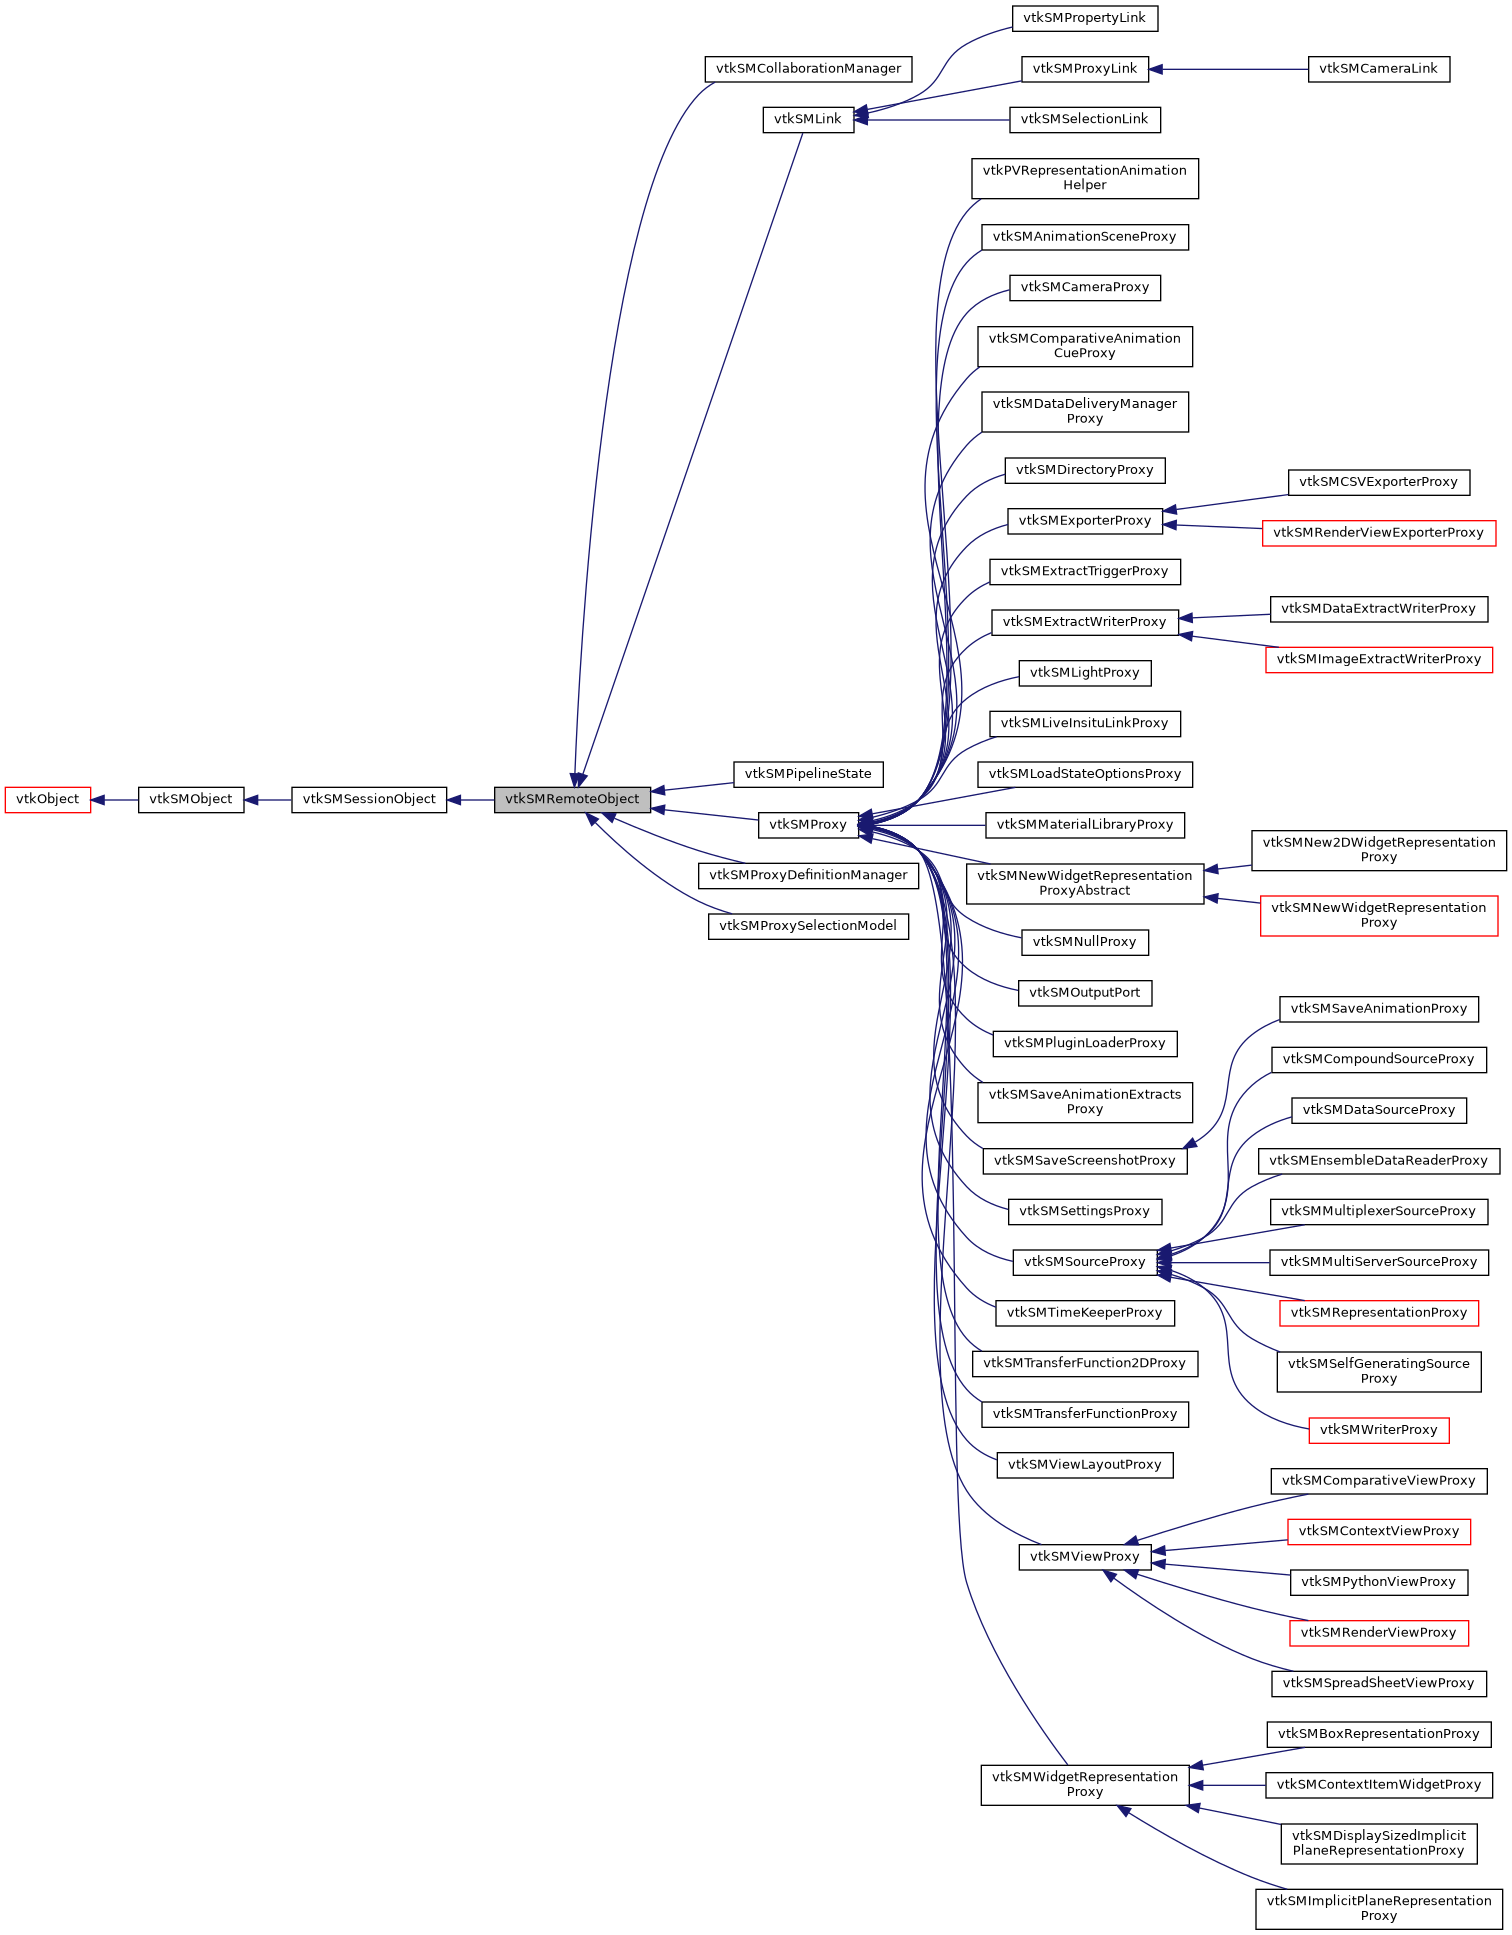 vtkSMPropertyLink
vtkSMCollaborationManager
vtkSMProxyLink
vtkSMCameraLink
vtkSMLink
vtkSMSelectionLink
vtkPVRepresentationAnimation
Helper
vtkSMAnimationSceneProxy
vtkSMCameraProxy
vtkSMComparativeAnimation
CueProxy
vtkSMDataDeliveryManager
Proxy
vtkSMDirectoryProxy
vtkSMCSVExporterProxy
vtkSMExporterProxy
vtkSMRenderViewExporterProxy
vtkSMExtractTriggerProxy
vtkSMDataExtractWriterProxy
vtkSMExtractWriterProxy
vtkSMImageExtractWriterProxy
vtkSMLightProxy
vtkSMLiveInsituLinkProxy
vtkSMPipelineState
vtkSMLoadStateOptionsProxy
vtkObject
vtkSMObject
vtkSMSessionObject
vtkSMRemoteObject
vtkSMProxy
vtkSMMaterialLibraryProxy
vtkSMNew2DWidgetRepresentation
Proxy
vtkSMProxyDefinitionManager
vtkSMNewWidgetRepresentation
ProxyAbstract
vtkSMNewWidgetRepresentation
Proxy
vtkSMProxySelectionModel
vtkSMNullProxy
vtkSMOutputPort
vtkSMSaveAnimationProxy
vtkSMPluginLoaderProxy
vtkSMCompoundSourceProxy
vtkSMSaveAnimationExtracts
Proxy
vtkSMDataSourceProxy
vtkSMSaveScreenshotProxy
vtkSMEnsembleDataReaderProxy
vtkSMSettingsProxy
vtkSMMultiplexerSourceProxy
vtkSMSourceProxy
vtkSMMultiServerSourceProxy
vtkSMTimeKeeperProxy
vtkSMRepresentationProxy
vtkSMTransferFunction2DProxy
vtkSMSelfGeneratingSource
Proxy
vtkSMTransferFunctionProxy
vtkSMWriterProxy
vtkSMViewLayoutProxy
vtkSMComparativeViewProxy
vtkSMContextViewProxy
vtkSMViewProxy
vtkSMPythonViewProxy
vtkSMRenderViewProxy
vtkSMSpreadSheetViewProxy
vtkSMBoxRepresentationProxy
vtkSMWidgetRepresentation
Proxy
vtkSMContextItemWidgetProxy
vtkSMDisplaySizedImplicit
PlaneRepresentationProxy
vtkSMImplicitPlaneRepresentation
Proxy